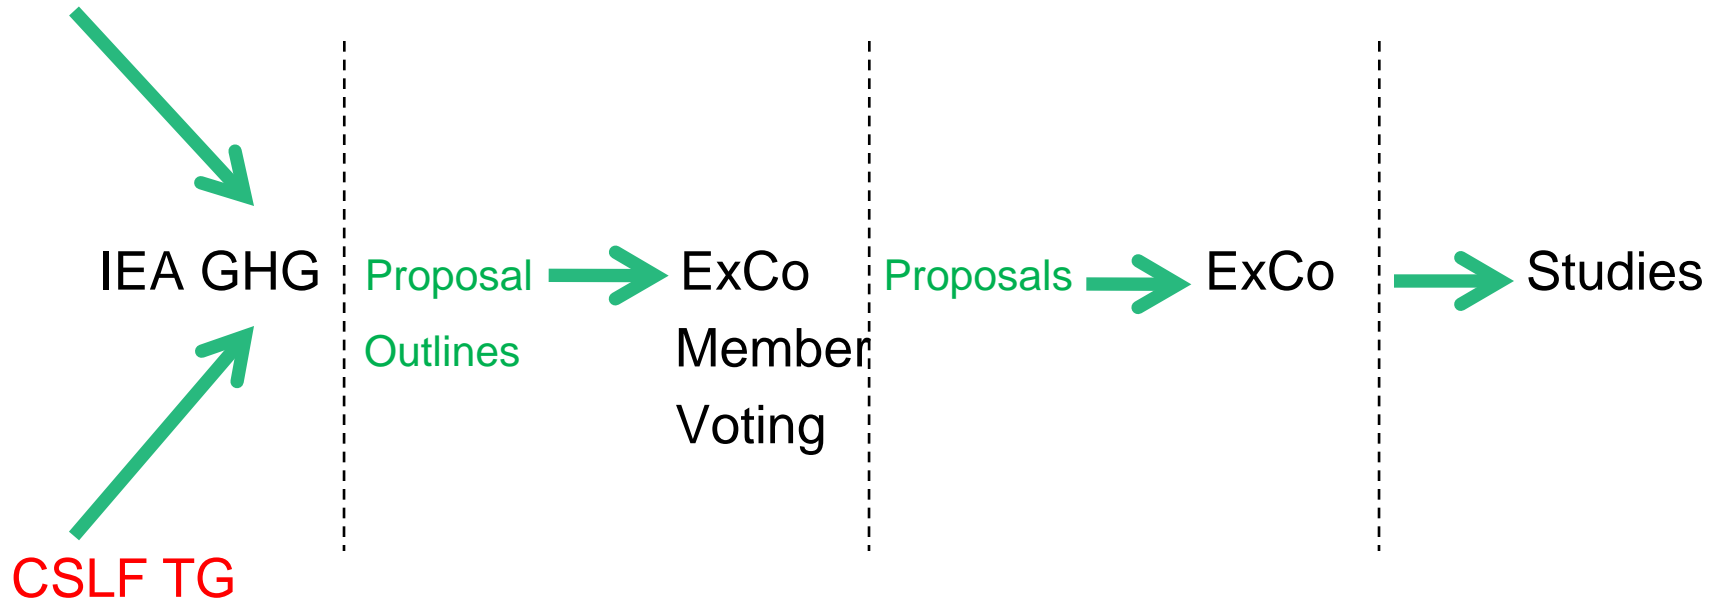 IEA GHG Proposal ExCo Proposals ExCo Studies
Outlines Member
Voting
CSLF TG